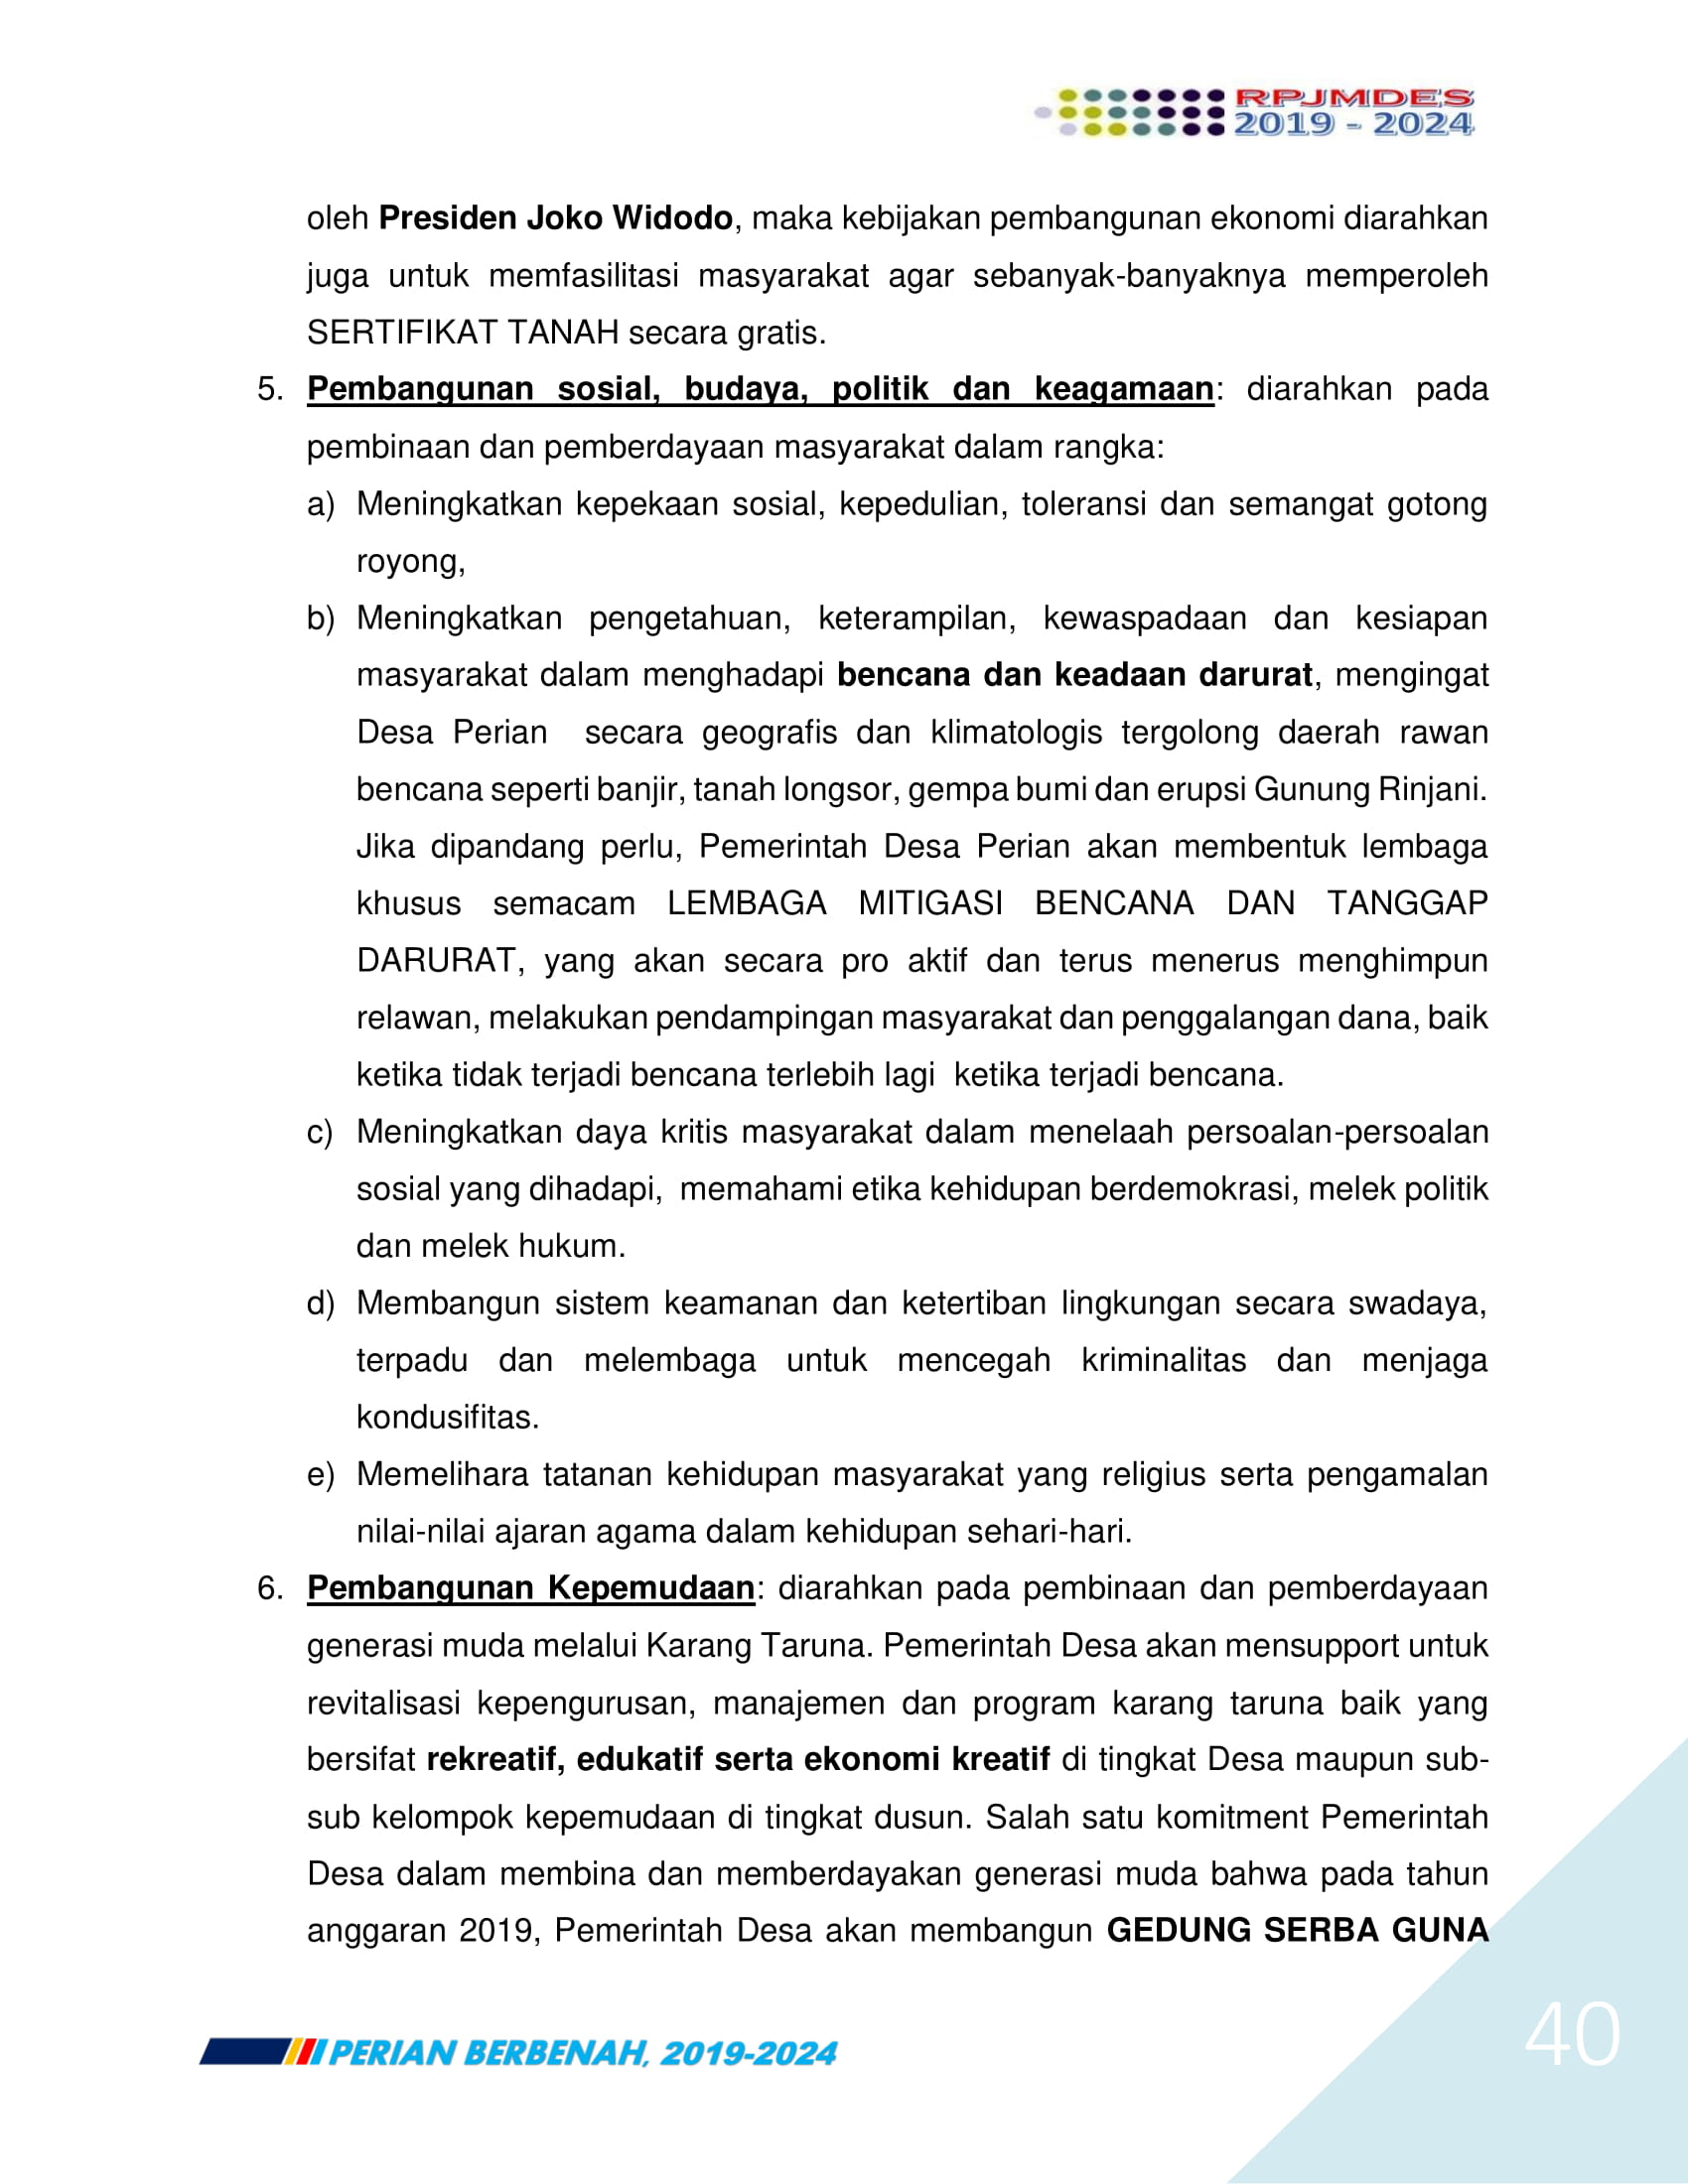 RPJMDES
2019 - 2024
oleh Presiden Joko Widodo, maka kebijakan pembangunan ekonomi diarahkan
juga untuk memfasilitasi masyarakat agar sebanyak-banyaknya memperoleh
SERTIFIKAT TANAH secara gratis.
5. Pembangunan sosial, budaya, politik dan keagamaan: diarahkan pada
pembinaan dan pemberdayaan masyarakat dalam rangka:
a) Meningkatkan kepekaan sosial, kepedulian, toleransi dan semangat gotong
royong,
b) Meningkatkan pengetahuan, keterampilan, kewaspadaan dan kesiapan
masyarakat dalam menghadapi bencana dan keadaan darurat, mengingat
Desa Perian secara geografis dan klimatologis tergolong daerah rawan
bencana seperti banjir, tanah longsor, gempa bumi dan erupsi Gunung Rinjani.
Jika dipandang perlu, Pemerintah Desa Perian akan membentuk lembaga
khusus semacam LEMBAGA MITIGASI BENCANA DAN TANGGAP
DARURAT, yang akan secara pro aktif dan terus menerus menghimpun
relawan, melakukan pendampingan masyarakat dan penggalangan dana, baik
ketika tidak terjadi bencana terlebih lagi ketika terjadi bencana.
c) Meningkatkan daya kritis masyarakat dalam menelaah persoalan-persoalan
sosial yang dihadapi, memahami etika kehidupan berdemokrasi, melek politik
dan melek hukum.
d) Membangun sistem keamanan dan ketertiban lingkungan secara swadaya,
terpadu dan melembaga untuk mencegah kriminalitas dan menjaga
kondusifitas.
e) Memelihara tatanan kehidupan masyarakat yang religius serta pengamalan
nilai-nilai ajaran agama dalam kehidupan sehari-hari.
6. Pembangunan Kepemudaan: diarahkan pada pembinaan dan pemberdayaan
generasi muda melalui Karang Taruna. Pemerintah Desa akan mensupport untuk
revitalisasi kepengurusan, manajemen dan program karang taruna baik yang
bersifat rekreatif, edukatif serta ekonomi kreatif di tingkat Desa maupun sub-
sub kelompok kepemudaan di tingkat dusun. Salah satu komitment Pemerintah
Desa dalam membina dan memberdayakan generasi muda bahwa pada tahun
anggaran 2019, Pemerintah Desa akan membangun GEDUNG SERBA GUNA
40
PERIAN BERBENAH, 2019-2024